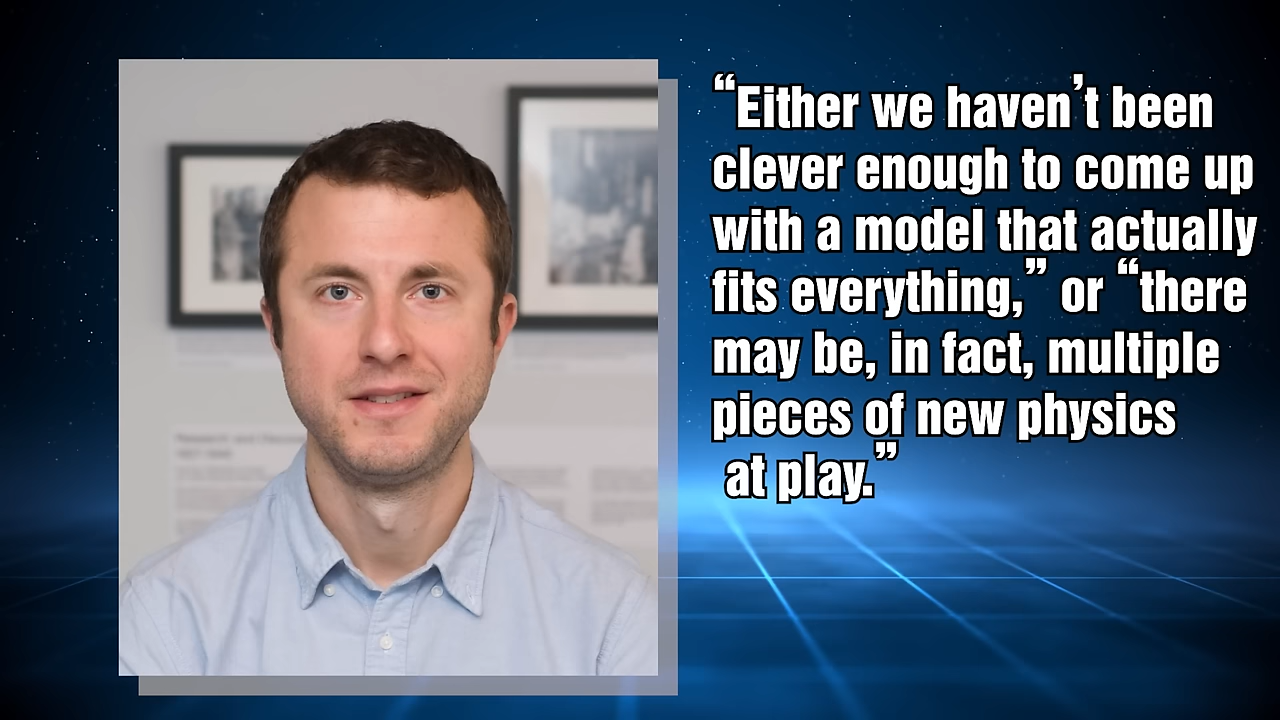 “Either we haven’t been
clever enough to come up
with a model that actually
fits everything,” or “there
may be, in fact, multiple
pieces of new physics
at play.”